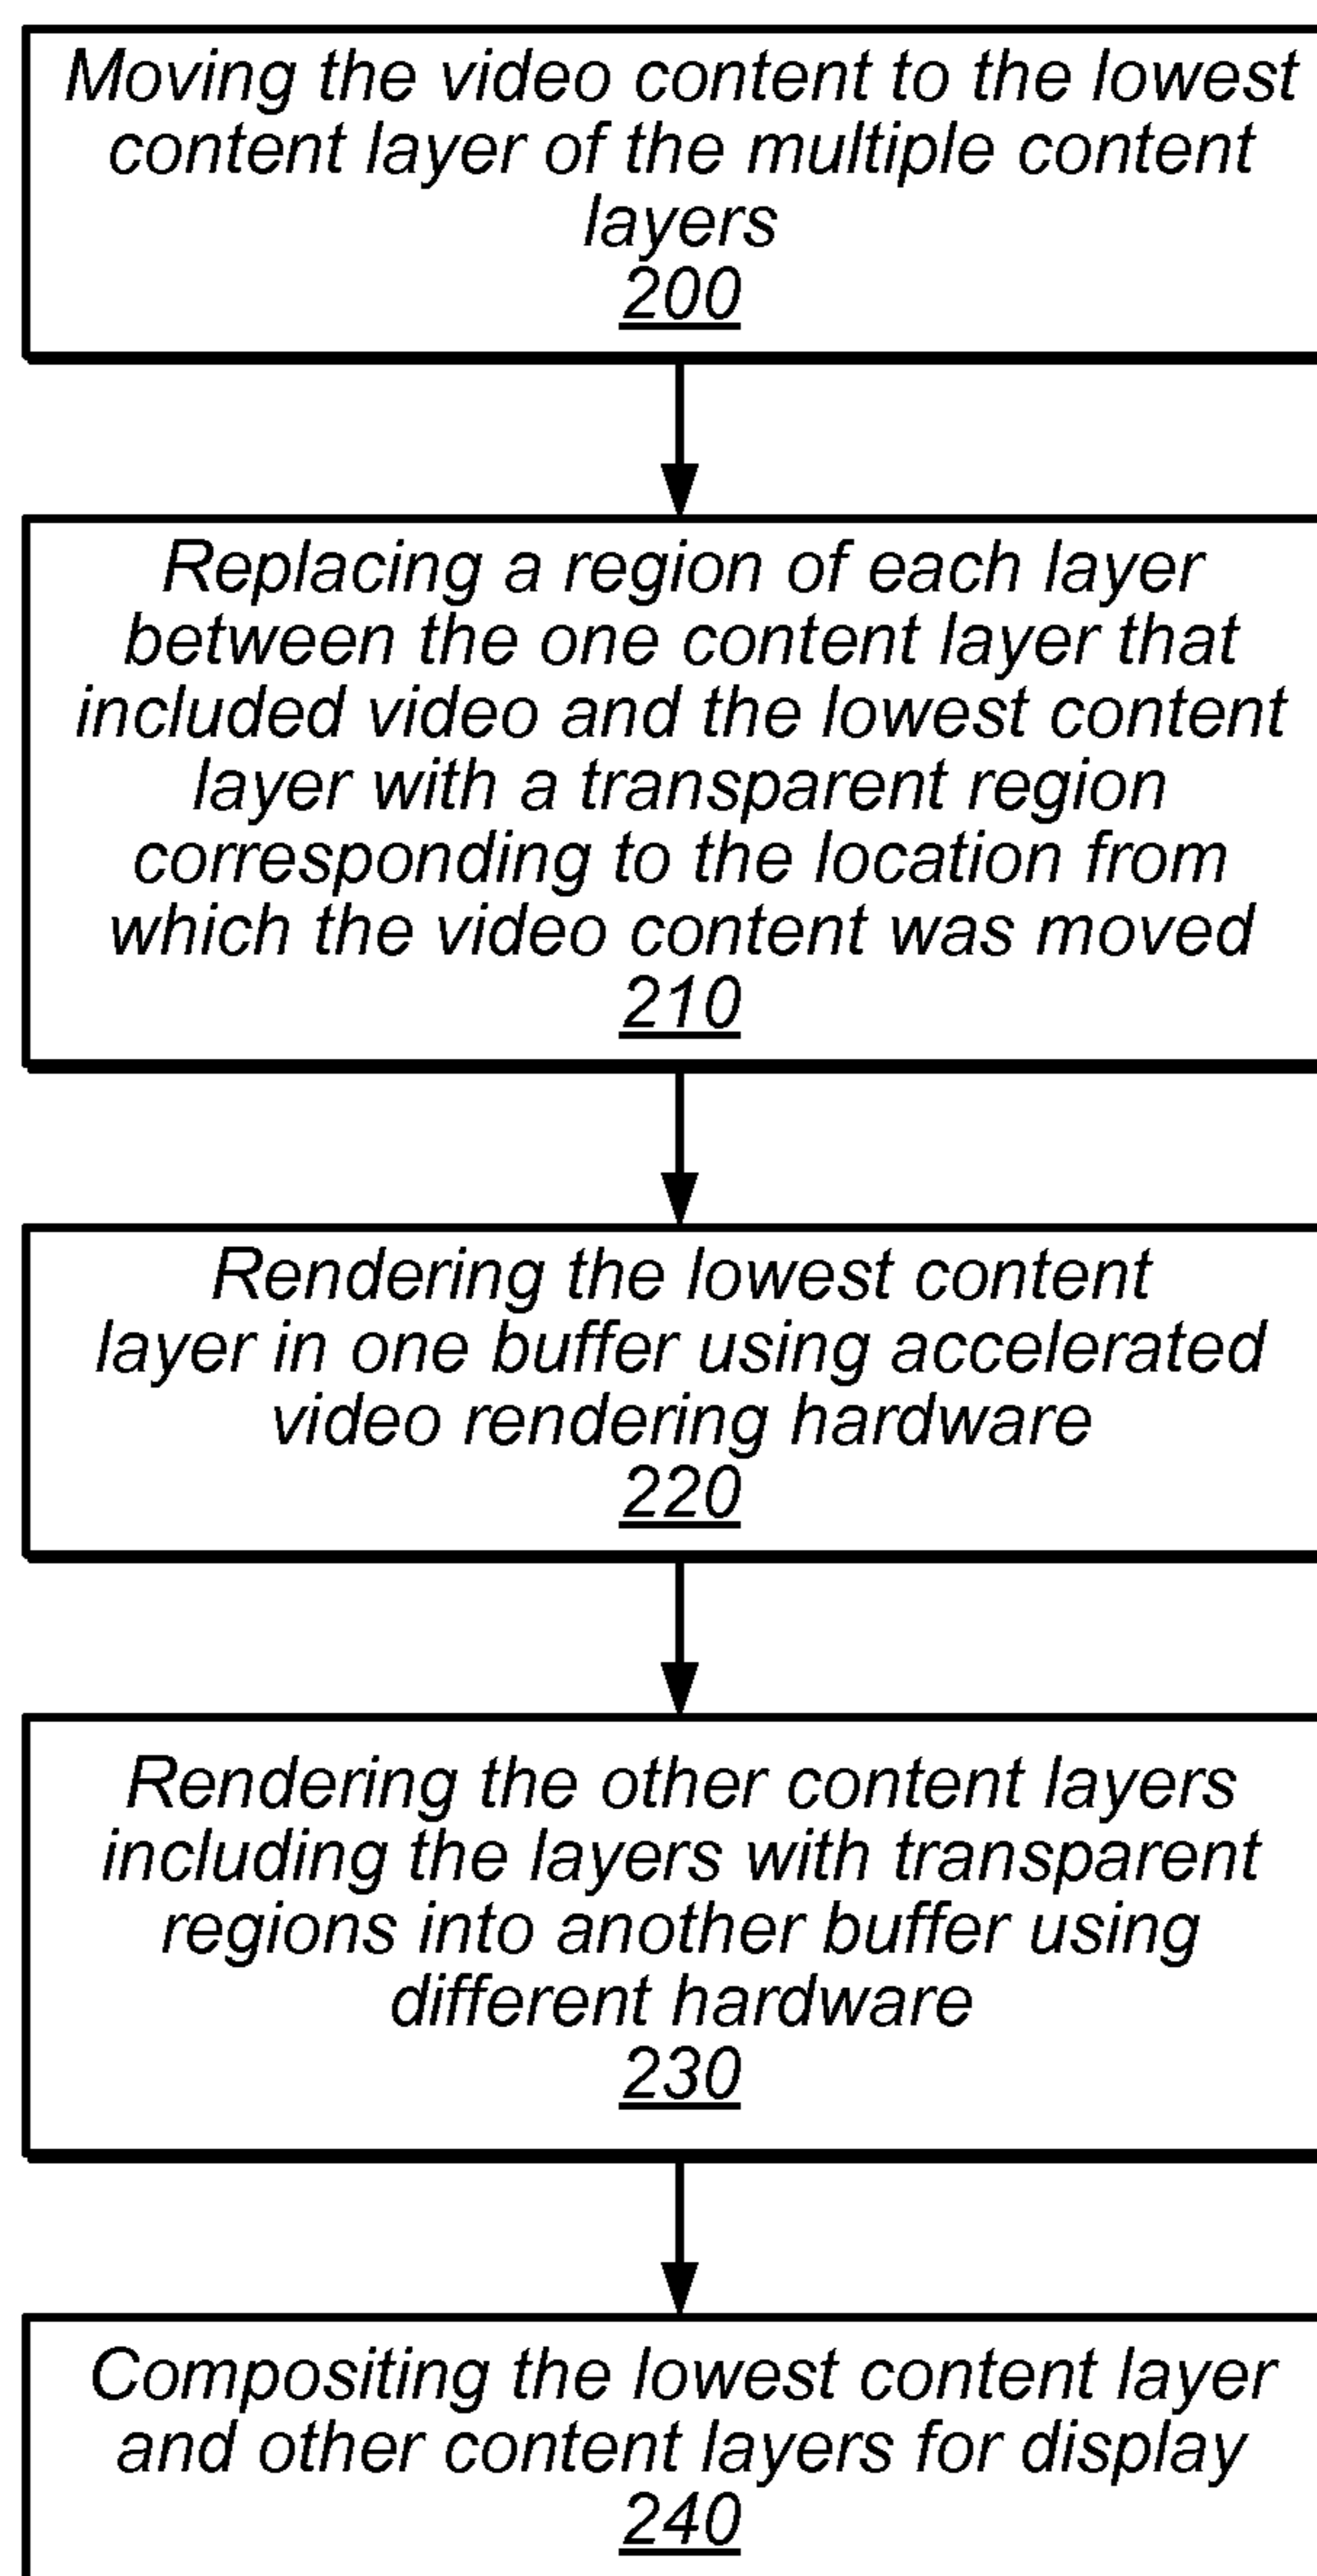 Moving the video content to the lowest
content layer of the multiple content
layers
200
Replacing a region of each layer
between the one content layer that
included video and the lowest content
layer with a transparent region
corresponding to the location from
which the video content was moved
210
Rendering the lowest content
layer in one buffer using accelerated
video rendering hardware
220
Rendering the other content layers
including the layers with transparent
regions into another buffer using
different hardware
230
Compositing the lowest content layer
and other content layers for display
240